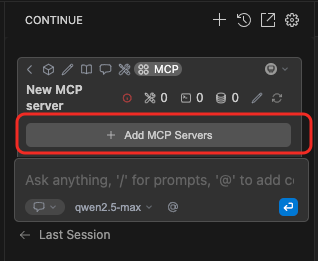 CONTINUE
MCP
New MCP
server
0
0
0
+ Add MCP Servers
Ask anything, '/' for prompts, '@' to add co
qwen2.5-max
@
Last Session